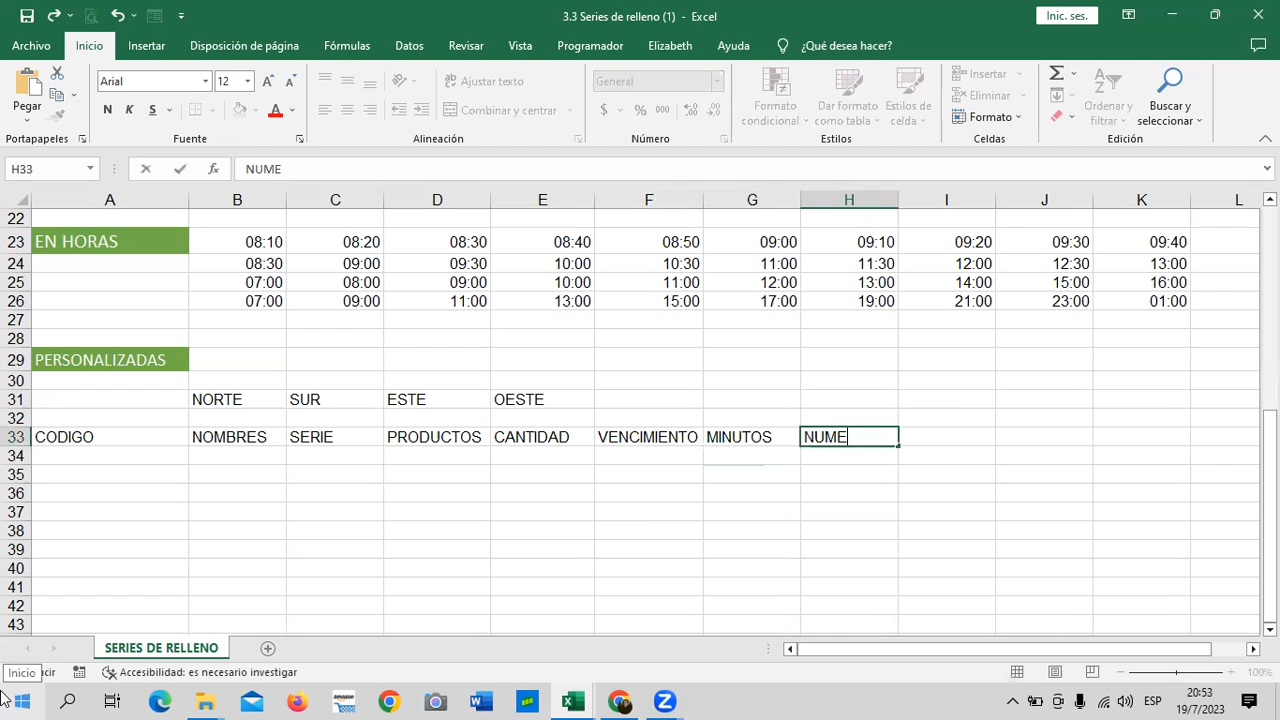 3.3 Series de relleno (1) - Excel
Inic. ses.
Archivo Inicio Insertar Disposición de página Fórmulas Datos Revisar Vista Programador Elizabeth Ayuda ¿Qué desea hacer?
Pegar
Arial 12
N K S
Ajustar texto
Combinar y centrar
General
$ % 000
Formato condicional
Dar formato como tabla
Estilos de celda
Insertar
Eliminar
Formato
Ordenar y filtrar
Buscar y seleccionar
Portapapeles Fuente Alineación Número Estilos Celdas Edición
H33 fx NUME
A B C D E F G H I J K L
22
23 EN HORAS 08:10 08:20 08:30 08:40 08:50 09:00 09:10 09:20 09:30 09:40
24 08:30 09:00 09:30 10:00 10:30 11:00 11:30 12:00 12:30 13:00
25 07:00 08:00 09:00 10:00 11:00 12:00 13:00 14:00 15:00 16:00
26 07:00 09:00 11:00 13:00 15:00 17:00 19:00 21:00 23:00 01:00
27
28
29 PERSONALIZADAS
30
31 NORTE SUR ESTE OESTE
32
33 CODIGO NOMBRES SERIE PRODUCTOS CANTIDAD VENCIMIENTO MINUTOS NUME
34
35
36
37
38
39
40
41
42
43
SERIES DE RELLENO
Inicio
cir
Accesibilidad: es necesario investigar
100%
ESP
20:53
19/7/2023